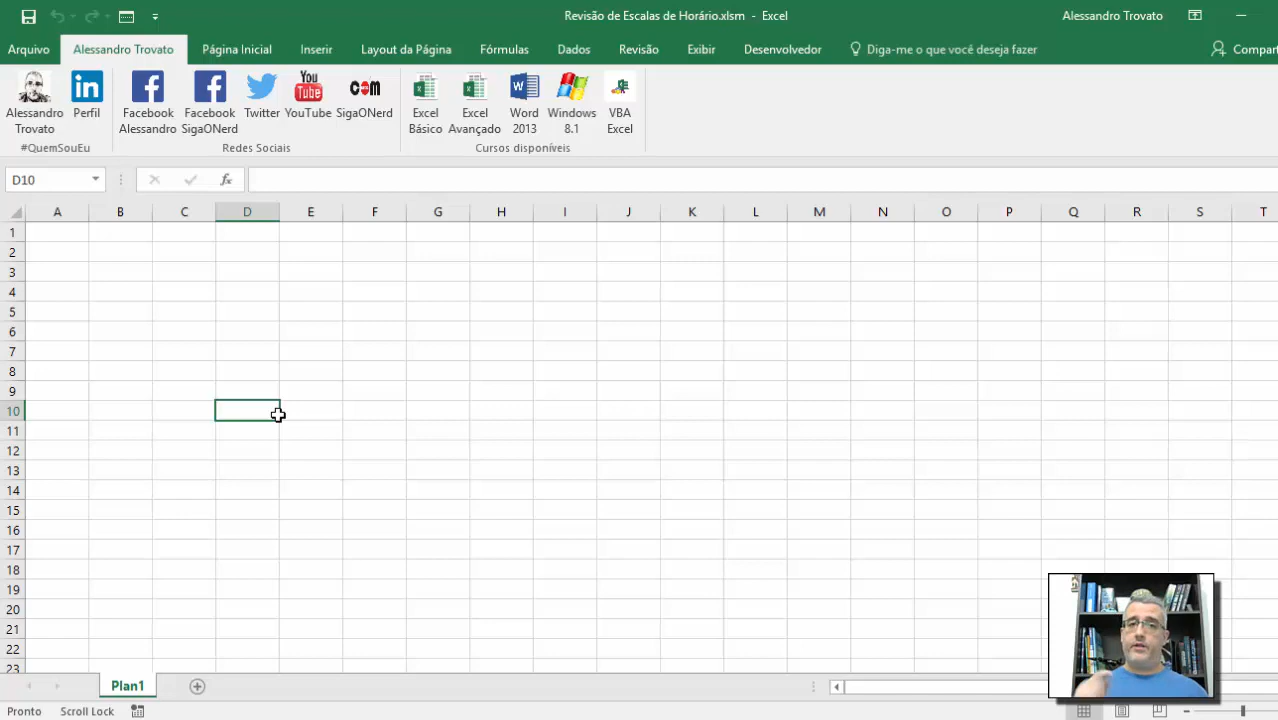 Revisão de Escalas de Horário.xlsm - Excel
Alessandro Trovato
Arquivo Alessandro Trovato Página Inicial Inserir Layout da Página Fórmulas Dados Revisão Exibir Desenvolvedor Diga-me o que você deseja fazer Compart
You
Tube
Alessandro Trovato
Perfil
Facebook Alessandro
Facebook SigaONerd
Twitter
YouTube
SigaONerd
Excel Básico
Excel Avançado
Word 2013
Windows 8.1
VBA Excel
#QuemSouEu
Redes Sociais
Cursos disponíveis
D10
fx
A B C D E F G H I J K L M N O P Q R S T
1
2
3
4
5
6
7
8
9
10
11
12
13
14
15
16
17
18
19
20
21
22
23
Plan1
Pronto Scroll Lock